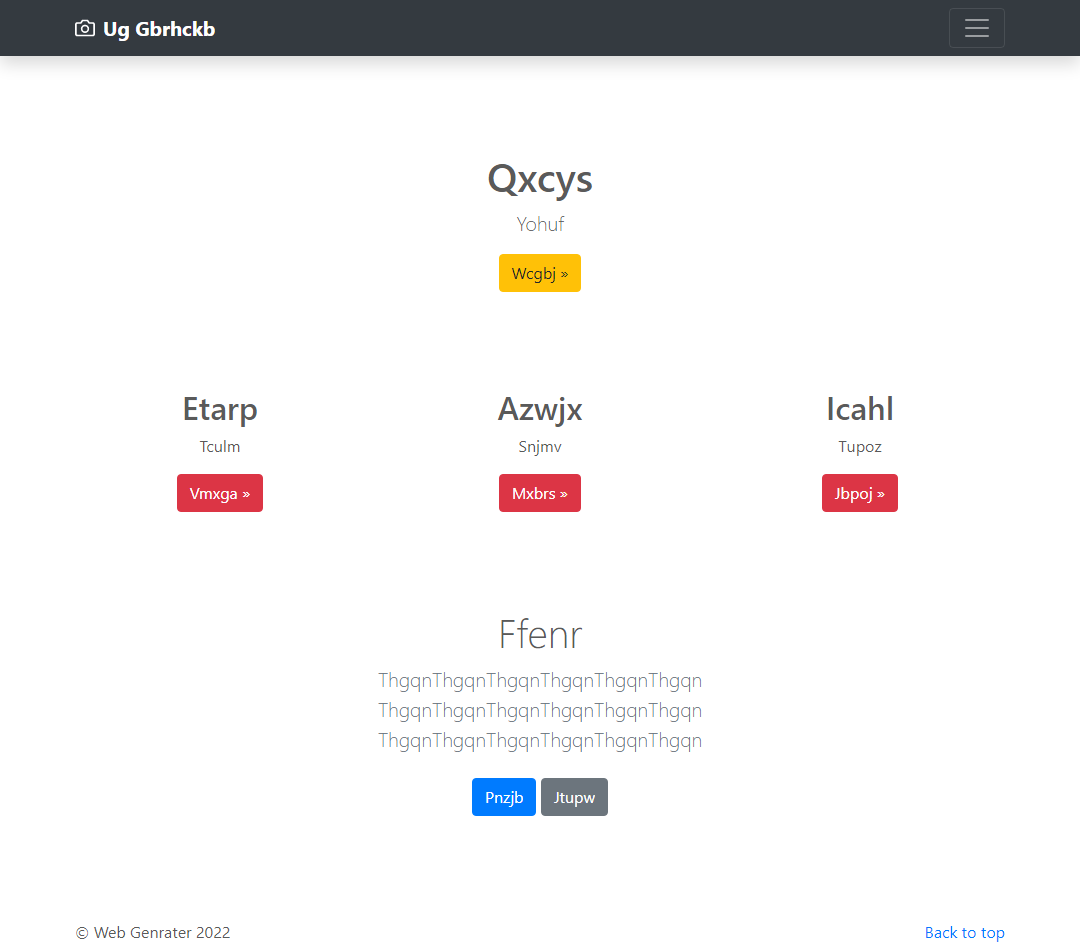 Ug Gbrhckb
Qxcys
Yohuf
Wcgbj »
Etarp
Tculm
Vmxga »
Azwjx
Snjmv
Mxbrs »
Icahl
Tupoz
Jbpoj »
Ffenr
ThgqnThgqnThgqnThgqnThgqnThgqn
ThgqnThgqnThgqnThgqnThgqnThgqn
ThgqnThgqnThgqnThgqnThgqnThgqn
Pnzjb Jtupw
© Web Genrater 2022
Back to top